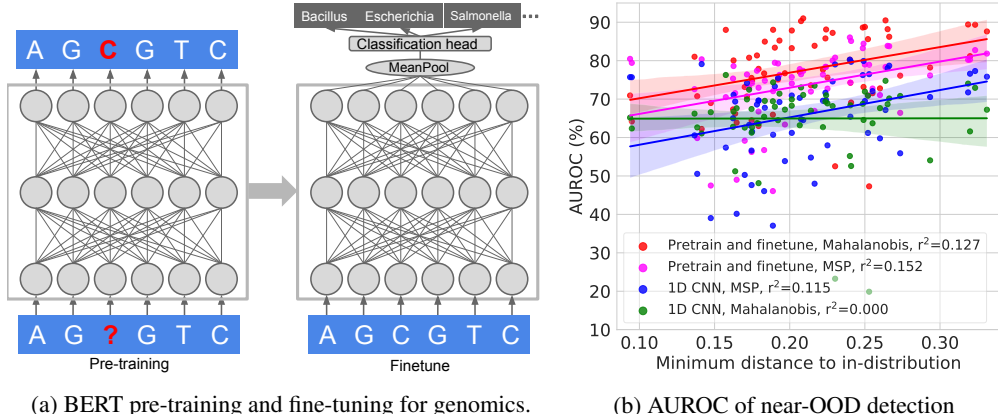 Bacillus Escherichia Salmonella ...
Classification head
MeanPool
A G C G T C
A G ? G T C
Pre-training
A G C G T C
Finetune
(a) BERT pre-training and fine-tuning for genomics.
90
80
70
60
50
40
30
20
10
AUROC (%)
Pretrain and finetune, Mahalanobis, r²=0.127
Pretrain and finetune, MSP, r²=0.152
1D CNN, MSP, r²=0.115
1D CNN, Mahalanobis, r²=0.000
0.10 0.15 0.20 0.25 0.30
Minimum distance to in-distribution
(b) AUROC of near-OOD detection